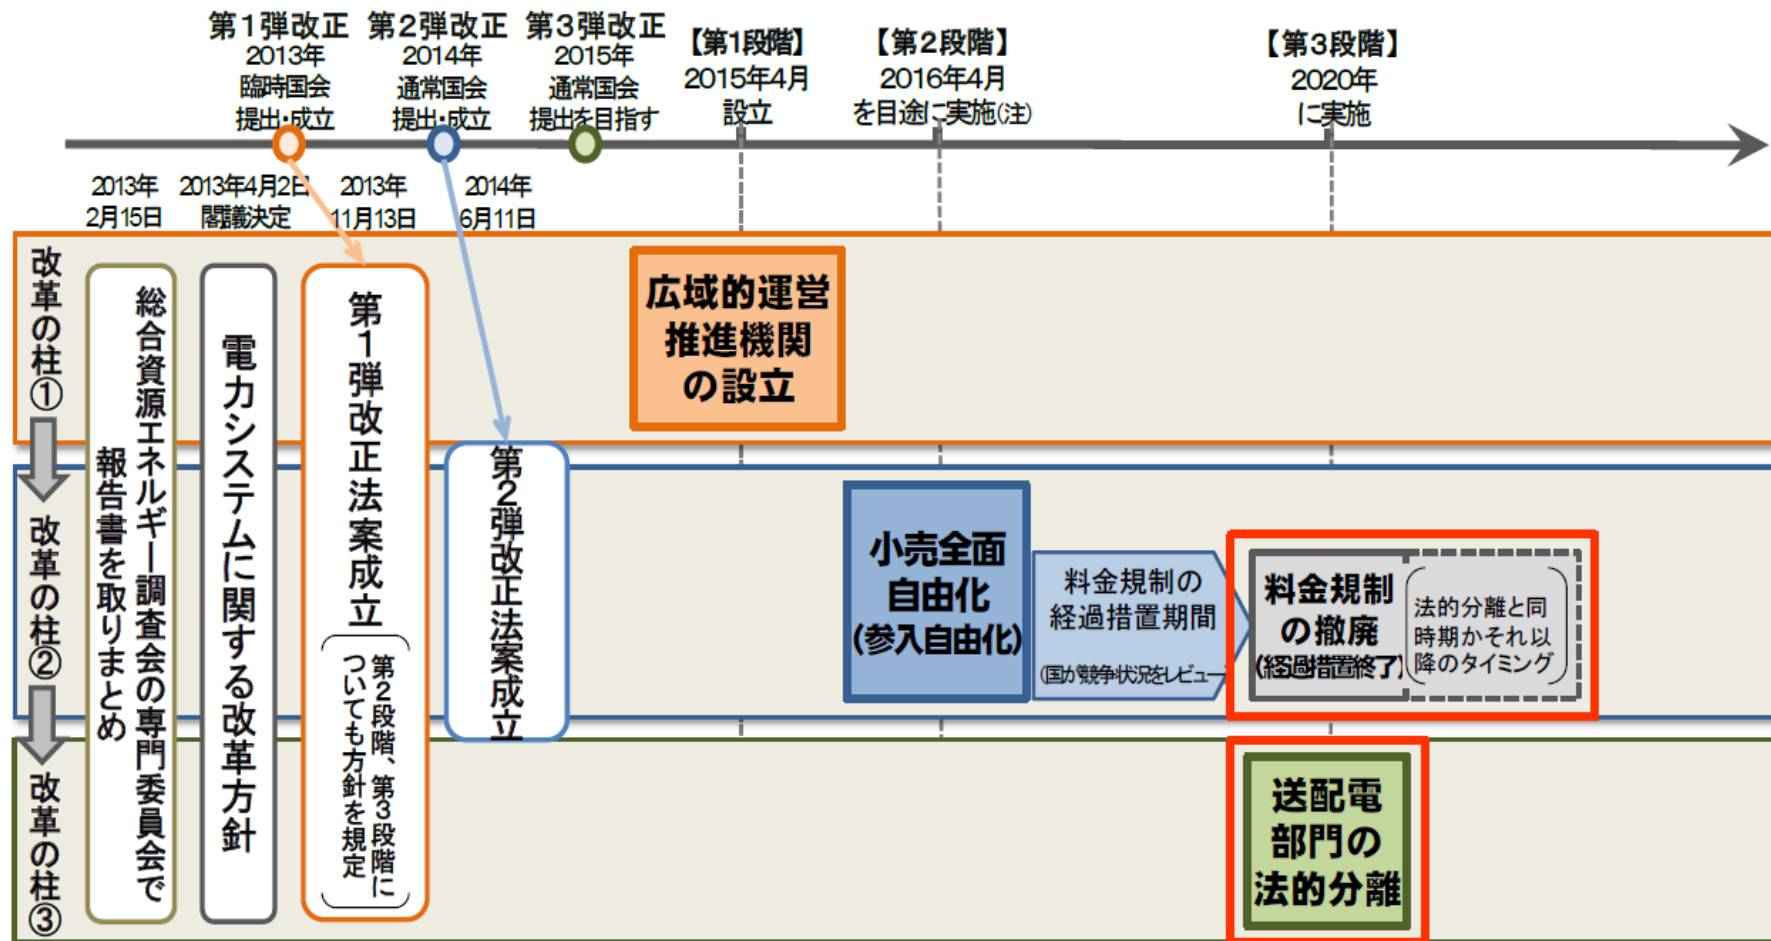 第1弾改正
2013年
臨時国会
提出・成立
第2弾改正
2014年
通常国会
提出・成立
第3弾改正
2015年
通常国会
提出を目指す
【第1段階】
2015年4月
設立
【第2段階】
2016年4月
を目途に実施(注)
【第3段階】
2020年
に実施
2013年
2月15日
2013年4月2日
閣議決定
2013年
11月13日
2014年
6月11日
改革の柱①
改革の柱②
改革の柱③
総合資源エネルギー調査会の専門委員会で
報告書を取りまとめ
電力システムに関する改革方針
第1弾改正法案成立
第2段階、第3段階に
ついても方針を規定
第2弾改正法案成立
広域的運営
推進機関
の設立
小売全面
自由化
(参入自由化)
料金規制の
経過措置期間
(国が競争状況をレビュー
料金規制
の撤廃
(経過措置終了)
法的分離と同
時期かそれ以
降のタイミング
送配電
部門の
法的分離